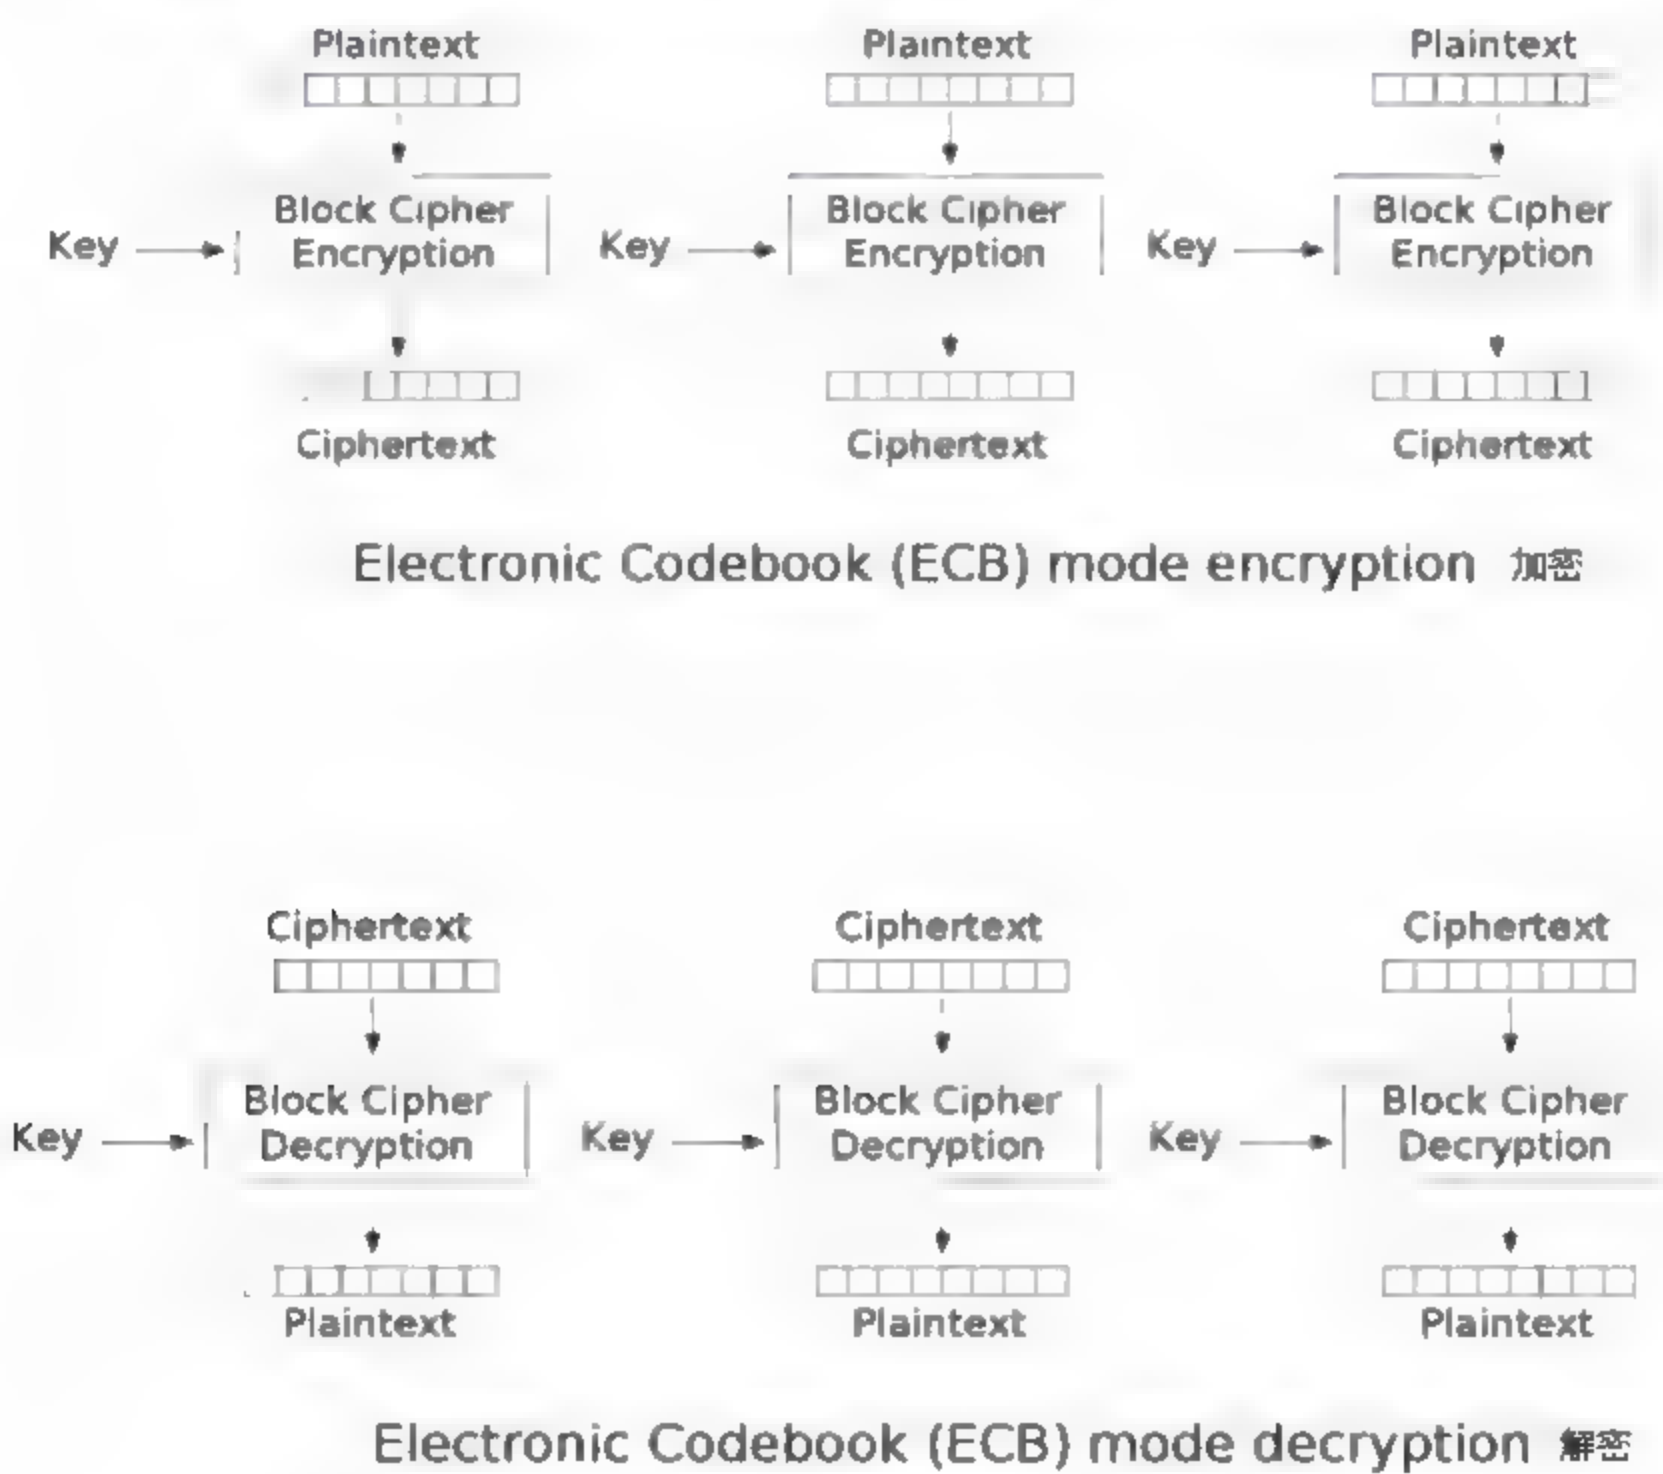 Plaintext Plaintext Plaintext
Block Cipher Block Cipher Block Cipher
Key Encryption Key Encryption Key Encryption
Ciphertext Ciphertext Ciphertext
Electronic Codebook (ECB) mode encryption 加密
Ciphertext Ciphertext Ciphertext
Block Cipher Block Cipher Block Cipher
Key Decryption Key Decryption Key Decryption
Plaintext Plaintext Plaintext
Electronic Codebook (ECB) mode decryption 解密